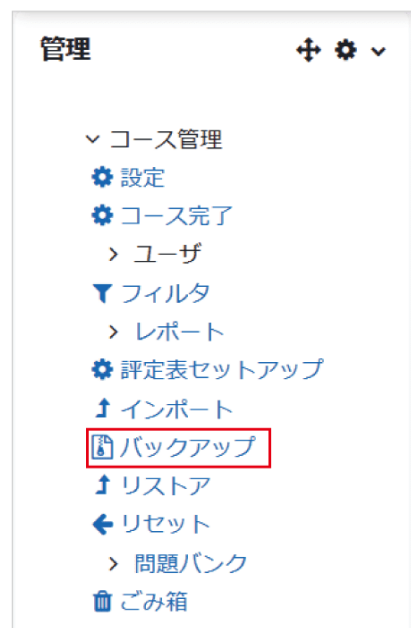 管理
コース管理
設定
コース完了
ユーザ
フィルタ
レポート
評定表セットアップ
インポート
バックアップ
リストア
リセット
問題バンク
ごみ箱